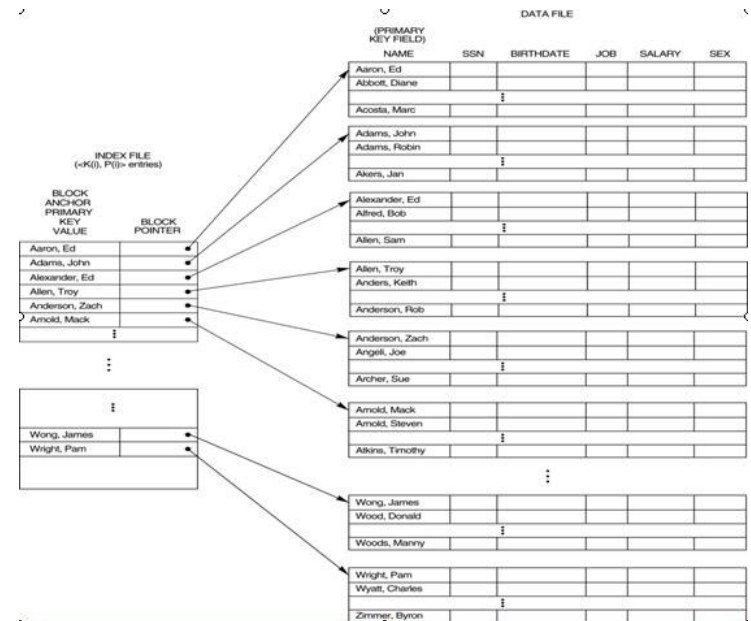 DATA FILE
(PRIMARY
KEY FIELD)
NAME SSN BIRTHDATE JOB SALARY SEX
Aaron, Ed
Abbott, Diane
⋮
Acosta, Marc
Adams, John
Adams, Robin
⋮
Akers, Jan
Alexander, Ed
Alfred, Bob
⋮
Allen, Sam
Allen, Troy
Anders, Keith
⋮
Anderson, Rob
Anderson, Zach
Angeli, Joe
⋮
Archer, Sue
Arnold, Mack
Arnold, Steven
⋮
Atkins, Timothy
⋮
Wong, James
Wood, Donald
⋮
Woods, Manny
Wright, Pam
Wyatt, Charles
⋮
Zimmer, Byron
INDEX FILE
(<K(i), P(i)> entries)
BLOCK
ANCHOR
PRIMARY
KEY
VALUE
BLOCK
POINTER
Aaron, Ed
Adams, John
Alexander, Ed
Allen, Troy
Anderson, Zach
Arnold, Mack
⋮
⋮
⋮
Wong, James
Wright, Pam